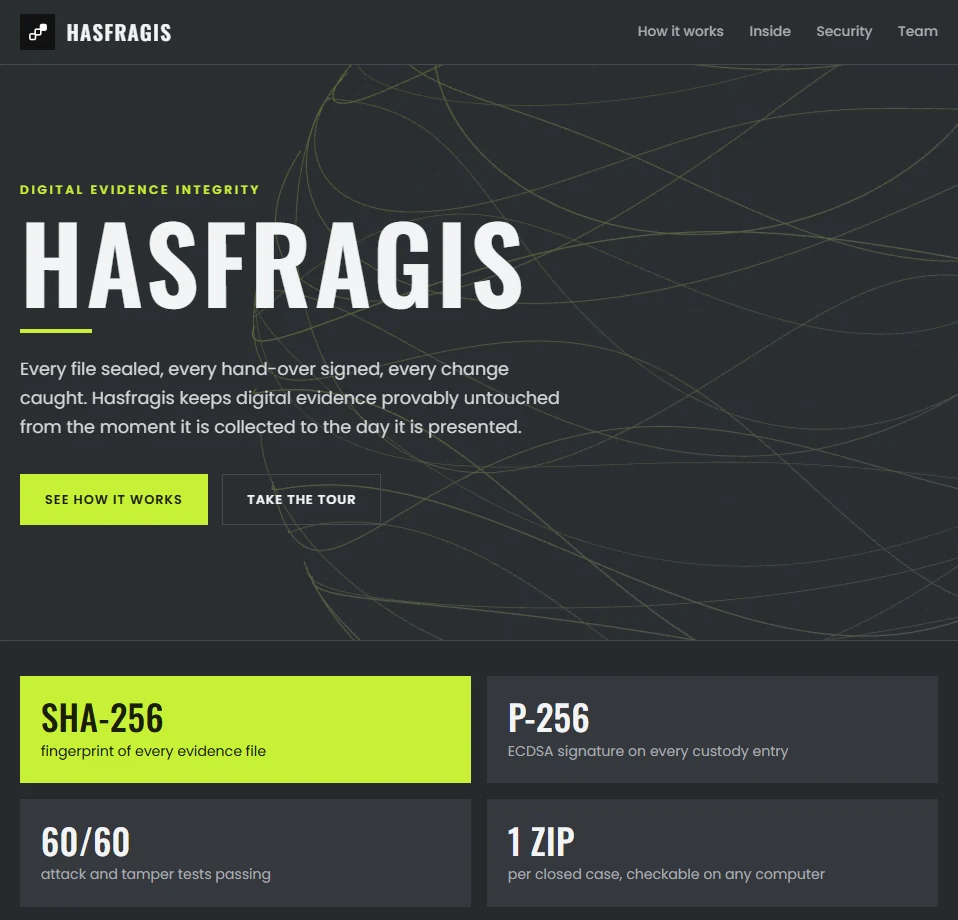 HASFRAGIS
How it works
Inside
Security
Team
DIGITAL EVIDENCE INTEGRITY
HASFRAGIS
Every file sealed, every hand-over signed, every change
caught. Hasfragis keeps digital evidence provably untouched
from the moment it is collected to the day it is presented.
SEE HOW IT WORKS
TAKE THE TOUR
SHA-256
fingerprint of every evidence file
P-256
ECDSA signature on every custody entry
60/60
attack and tamper tests passing
1 ZIP
per closed case, checkable on any computer